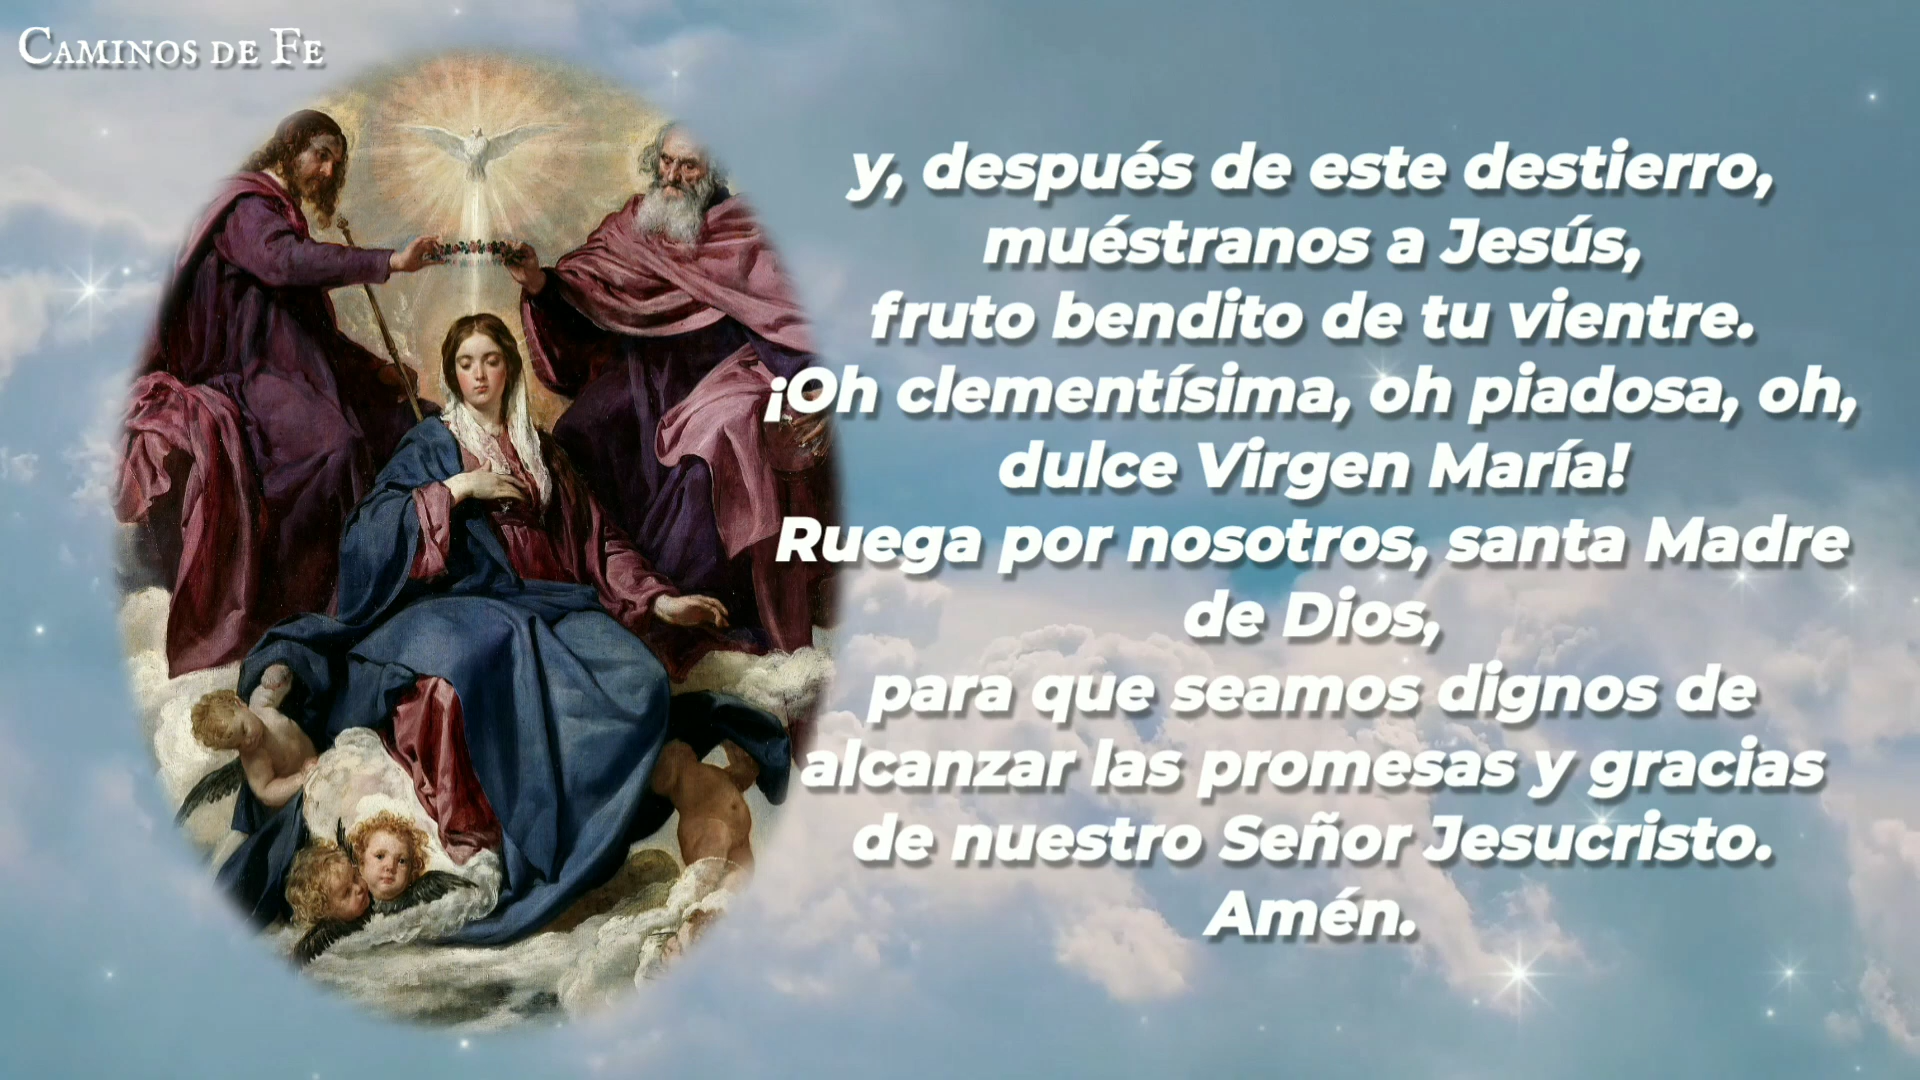 CAMINOS DE FE
y, después de este destierro,
muéstranos a Jesús,
fruto bendito de tu vientre.
¡Oh clementísima, oh piadosa, oh,
dulce Virgen María!
Ruega por nosotros, santa Madre
de Dios,
para que seamos dignos de
alcanzar las promesas y gracias
de nuestro Señor Jesucristo.
Amén.